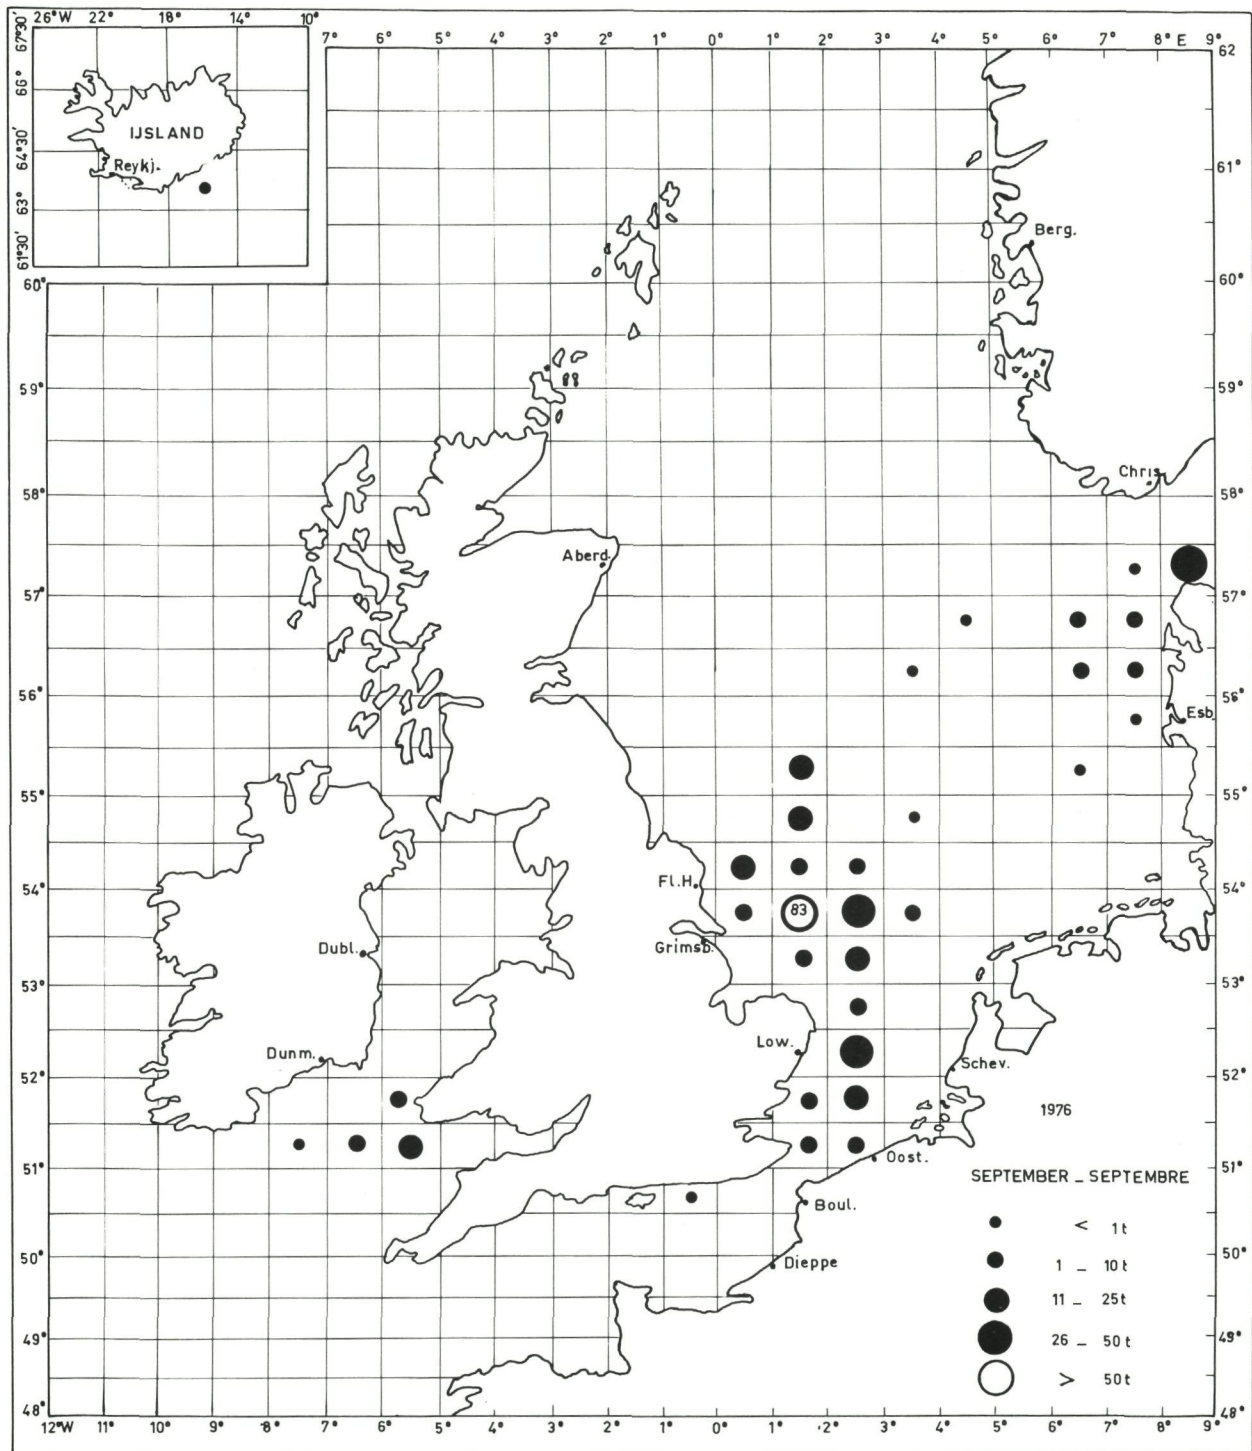 26°W 22° 18° 14° 10°
67°30'
66°
64°30'
63°
61°30'
IJSLAND
Reykj.
7° 6° 5° 4° 3° 2° 1° 0° 1° 2° 3° 4° 5° 6° 7° 8° E 9°
62
61°
Berg.
60° 60°
59° 59°
Chris
58° 58°
Aberd.
57° 57°
56° 56°
Esb
55° 55°
Fl.H.
54° 54°
83
Dubl.
Grimsb.
53° 53°
Low.
Dunm.
Schev.
52° 52°
1976
Oost.
51° 51°
SEPTEMBER _ SEPTEMBRE
Boul.
< 1t
50° 50°
Dieppe
1 _ 10t
11 _ 25t
49° 49°
26 _ 50t
> 50t
48° 48°
12°W 11° 10° 9° 8° 7° 6° 5° 4° 3° 2° 1° 0° 1° 2° 3° 4° 5° 6° 7° 8° 9°